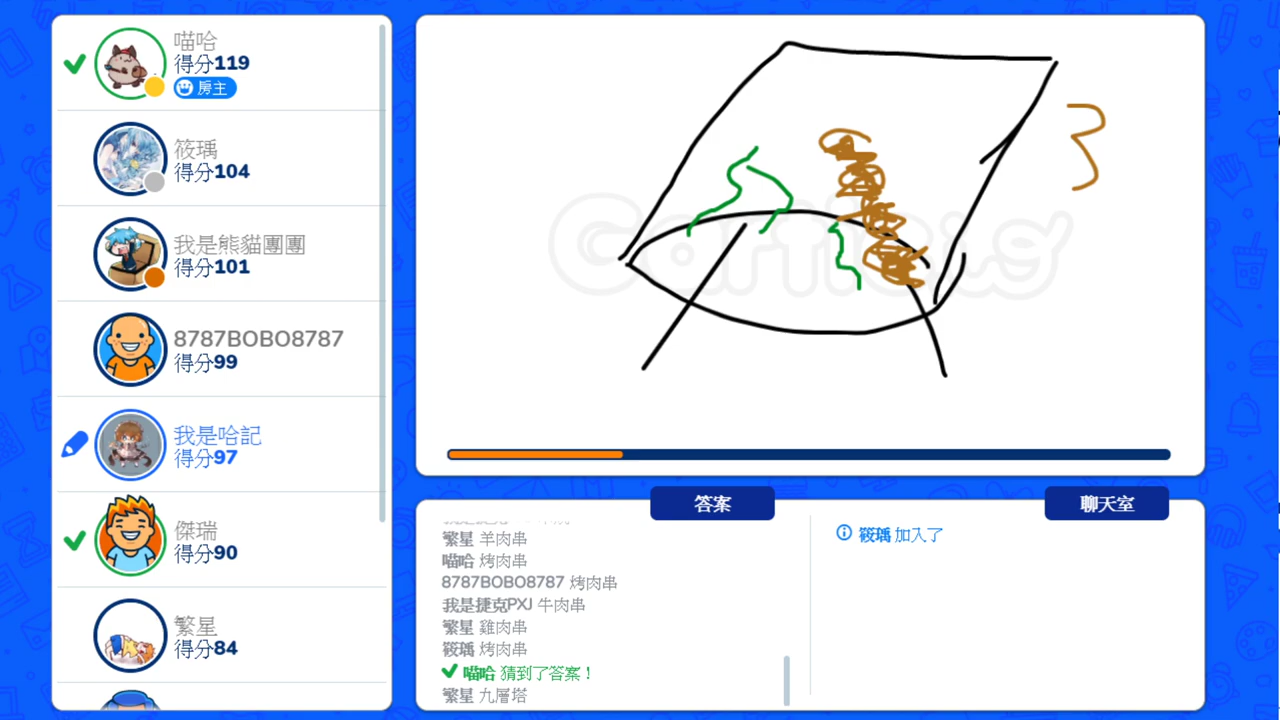 喵哈
得分119
房主
筱瑀
得分104
我是熊貓團團
得分101
8787BOBO8787
得分99
我是哈記
得分97
傑瑞
得分90
繁星
得分84
3
Gartic.io
答案
繁星 羊肉串
喵哈 烤肉串
8787BOBO8787 烤肉串
我是捷克PXJ 牛肉串
繁星 雞肉串
筱瑀 烤肉串
喵哈 猜到了答案！
繁星 九層塔
聊天室
筱瑀 加入了